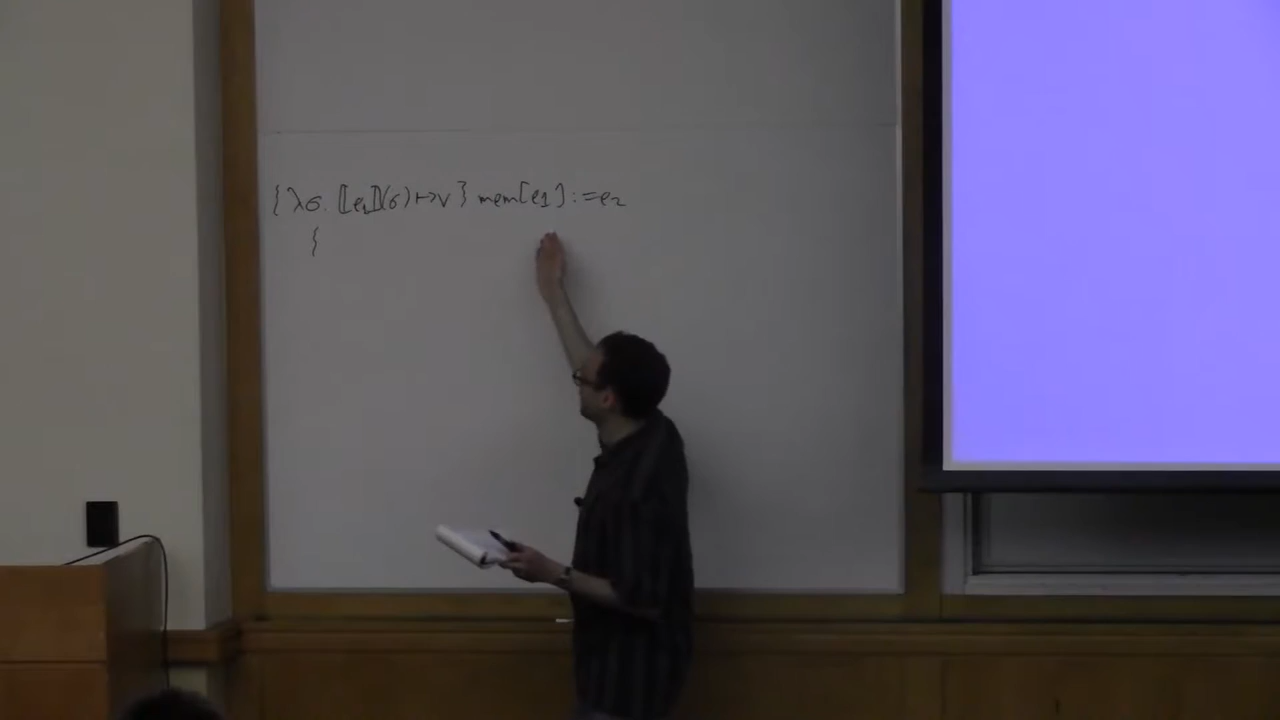 { λσ. ⟦e₁⟧(σ) ↦ v } mem[e₁] := e₂
{